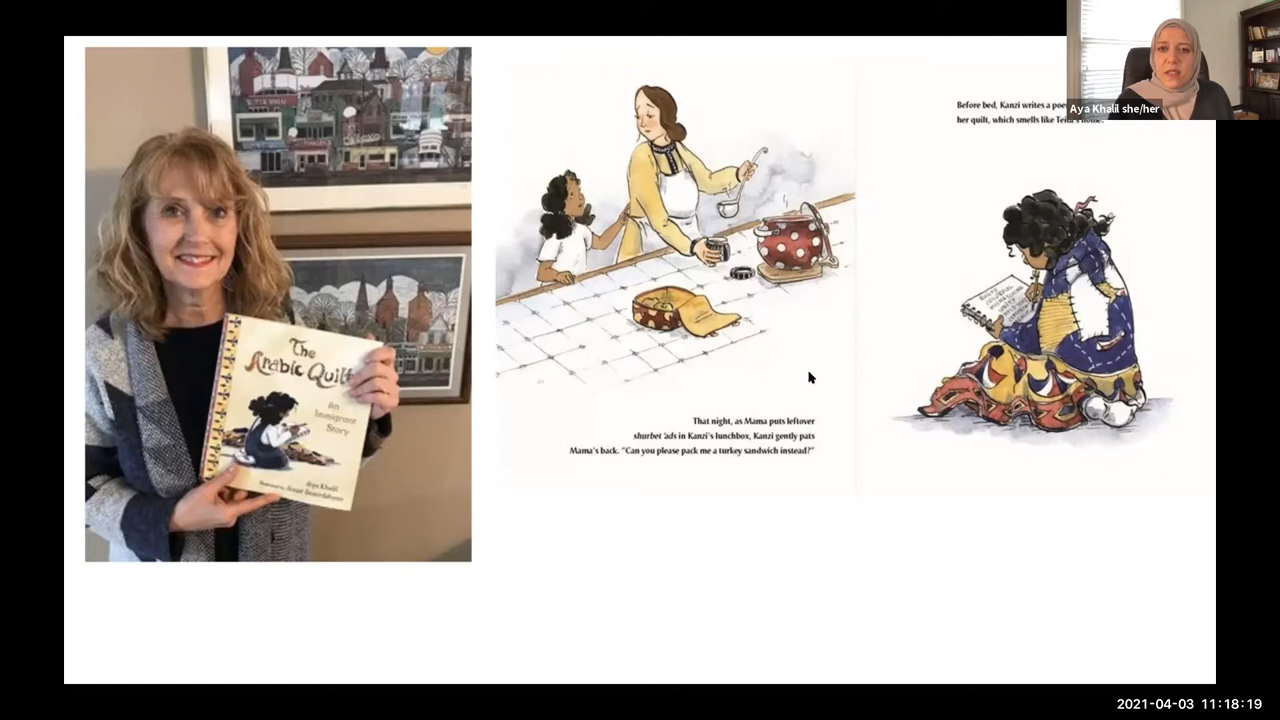 The
Arabic Quilt
An
Immigrant
Story
Aya Khalil
That night, as Mama puts leftover
shurbet 'ads in Kanzi's lunchbox, Kanzi gently pats
Mama's back. "Can you please pack me a turkey sandwich instead?"
Before bed, Kanzi writes a
her quilt, which smells like
Aya Khalil she/her
2021-04-03 11:18:19